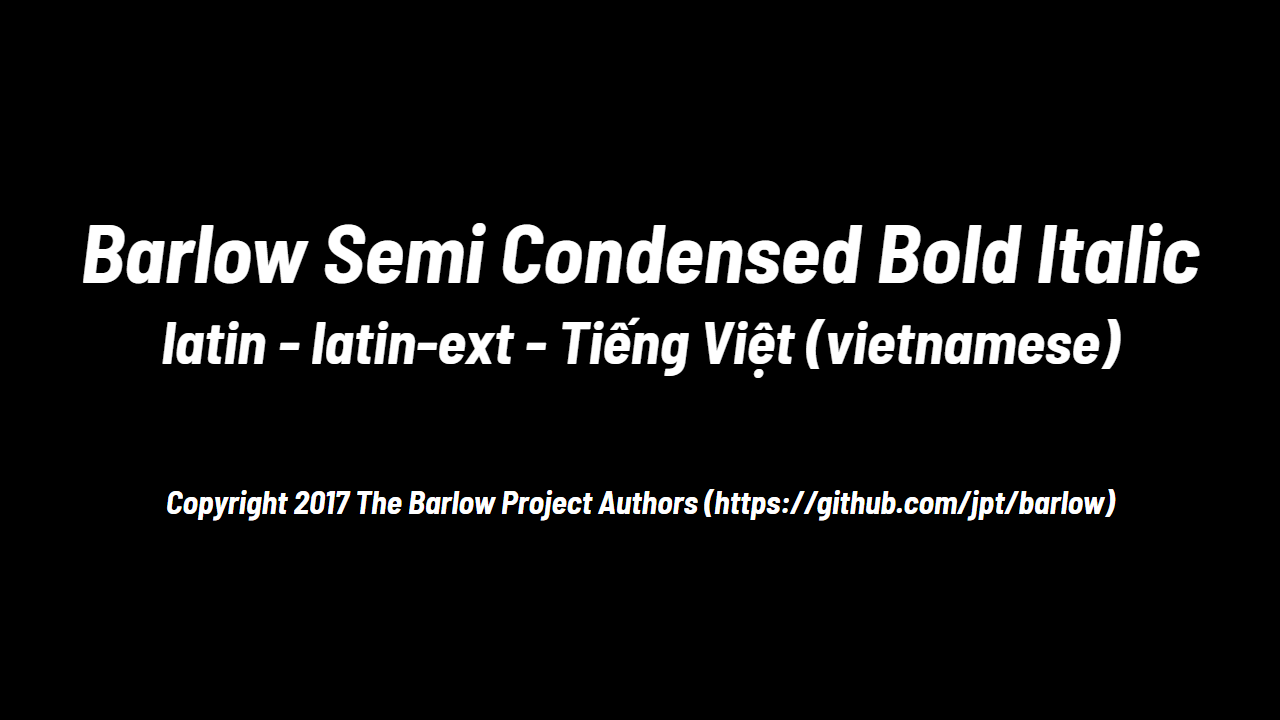 Barlow Semi Condensed Bold Italic
latin - latin-ext - Tiếng Việt (vietnamese)
Copyright 2017 The Barlow Project Authors (https://github.com/jpt/barlow)